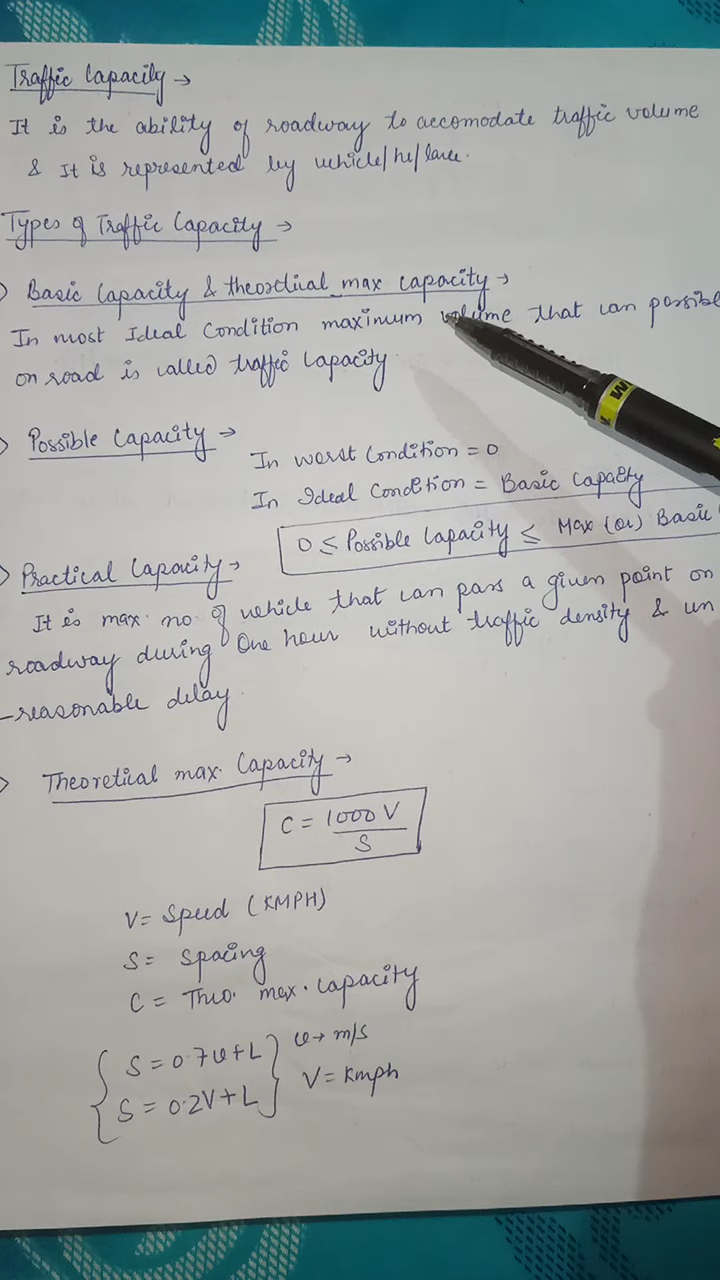 Traffic Capacity →
It is the ability of roadway to accomodate traffic volume
& It is represented by vehicle/hr/lane.
Types of Traffic Capacity →
Basic Capacity & theoretical max capacity →
In most Ideal Condition maximum volume that can possible
on road is called traffic Capacity.
Possible Capacity →
In worst Condition = 0
In Ideal Condition = Basic Capacity
0 ≤ Possible Capacity ≤ Max (or) Basic
Practical Capacity →
It is max. no. of vehicle that can pass a given point on
roadway during One hour without traffic density & un
-reasonable delay.
Theoretical max. Capacity →
C = 1000 V
S
V = Speed (KMPH)
S = Spacing
C = Theo. max. capacity
S = 0.7v + L v → m/s
S = 0.2V + L V = Kmph
W